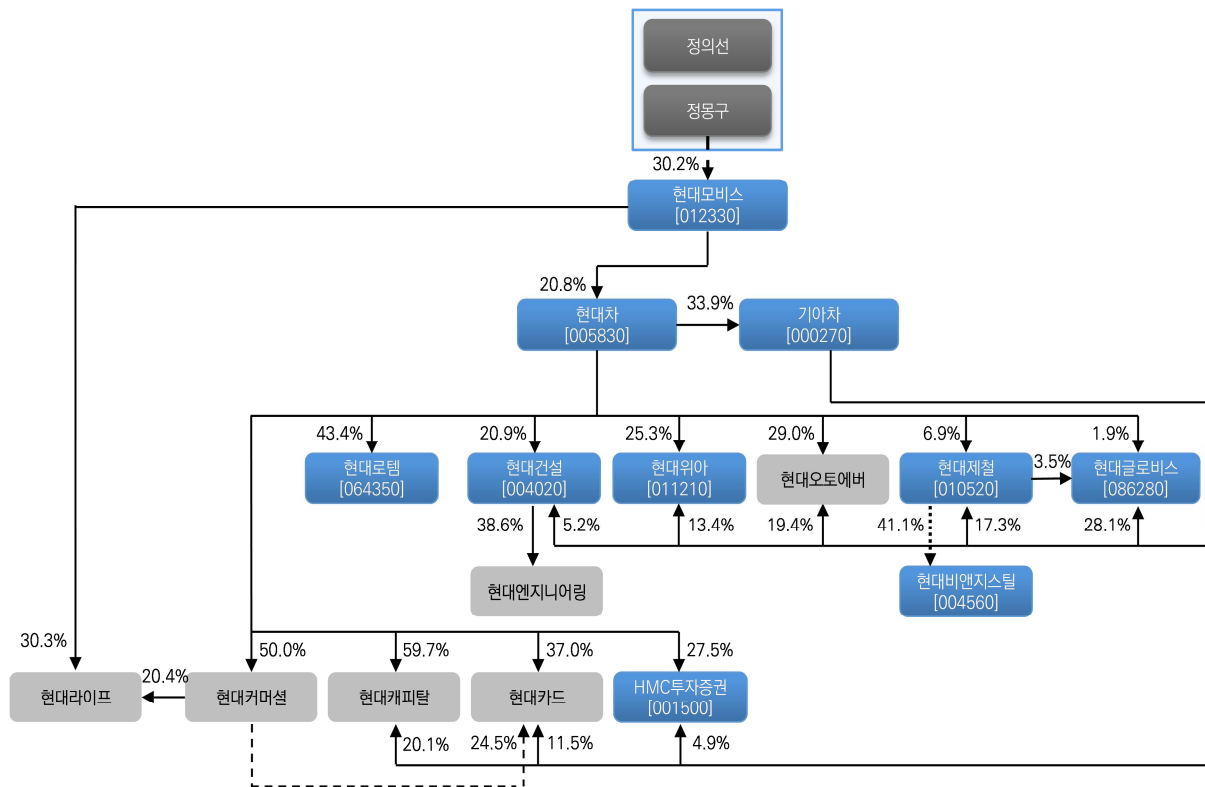 정의선
정몽구
30.2%
현대모비스
[012330]
20.8%
현대차
[005830]
33.9%
기아차
[000270]
43.4%
20.9%
25.3%
29.0%
6.9%
1.9%
현대로템
[064350]
현대건설
[004020]
현대위아
[011210]
현대오토에버
현대제철
[010520]
3.5%
현대글로비스
[086280]
38.6%
5.2%
13.4%
19.4%
41.1%
17.3%
28.1%
현대엔지니어링
현대비앤지스틸
[004560]
30.3%
50.0%
59.7%
37.0%
27.5%
현대라이프
20.4%
현대커머셜
현대캐피탈
현대카드
HMC투자증권
[001500]
20.1%
24.5%
11.5%
4.9%